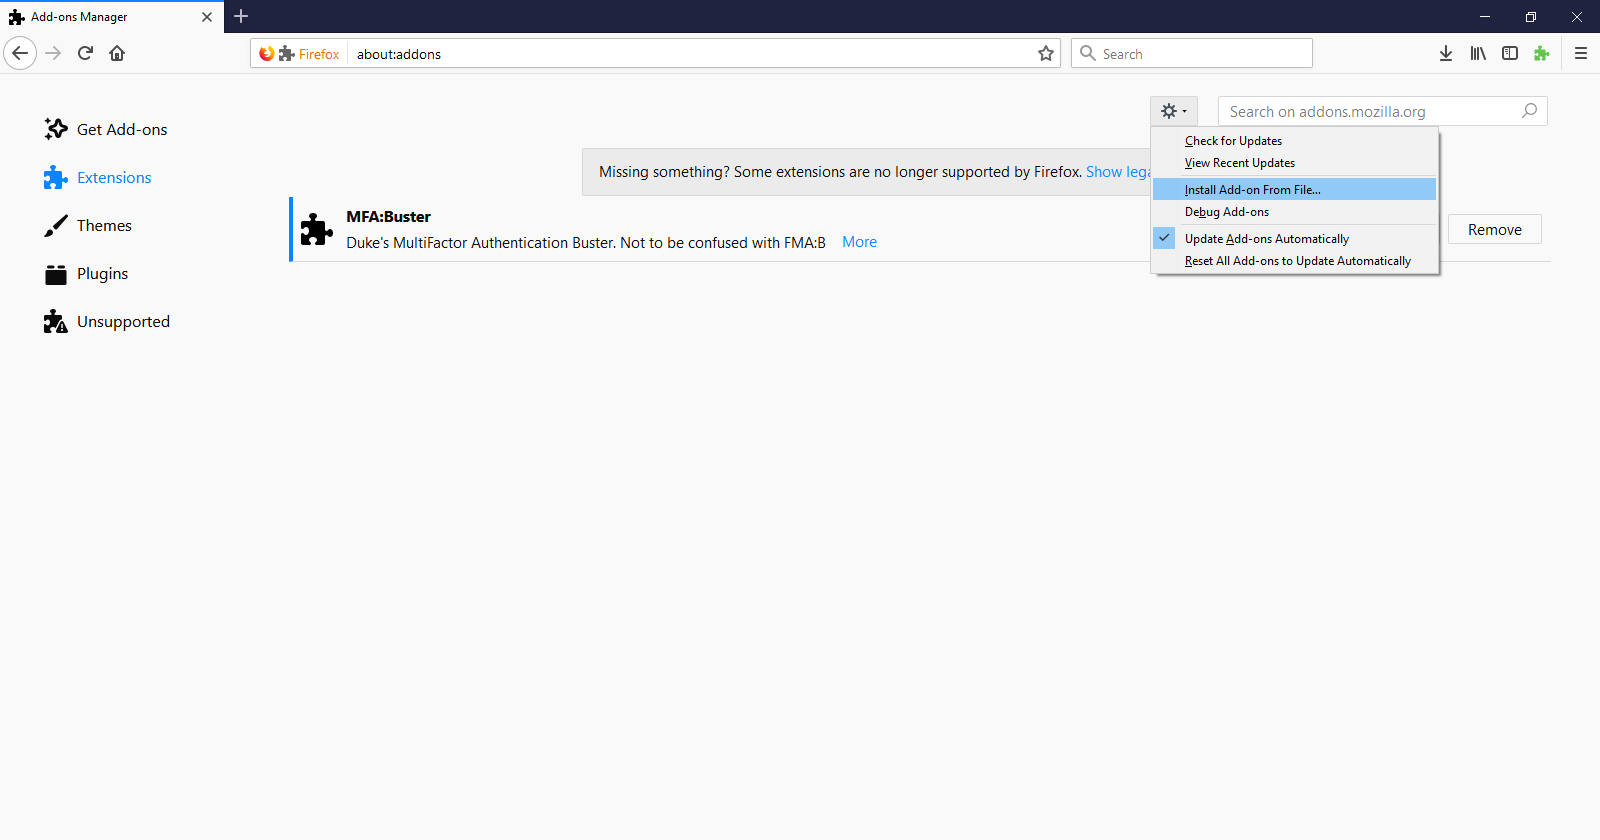 Add-ons Manager
Firefox
about:addons
Search
Search on addons.mozilla.org
Get Add-ons
Extensions
Themes
Plugins
Unsupported
Check for Updates
View Recent Updates
Install Add-on From File...
Debug Add-ons
Update Add-ons Automatically
Reset All Add-ons to Update Automatically
Missing something? Some extensions are no longer supported by Firefox. Show lega
MFA:Buster
Duke's MultiFactor Authentication Buster. Not to be confused with FMA:B More
Remove